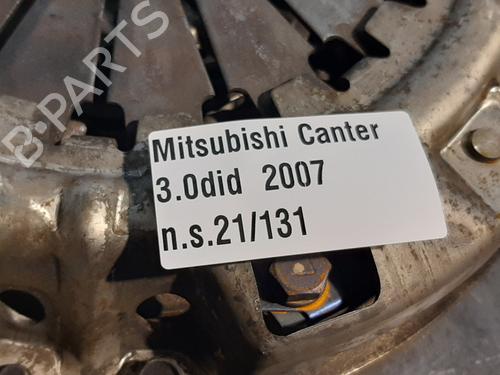 B-PARTS
Mitsubishi Canter
3.0did 2007
n.s.21/131